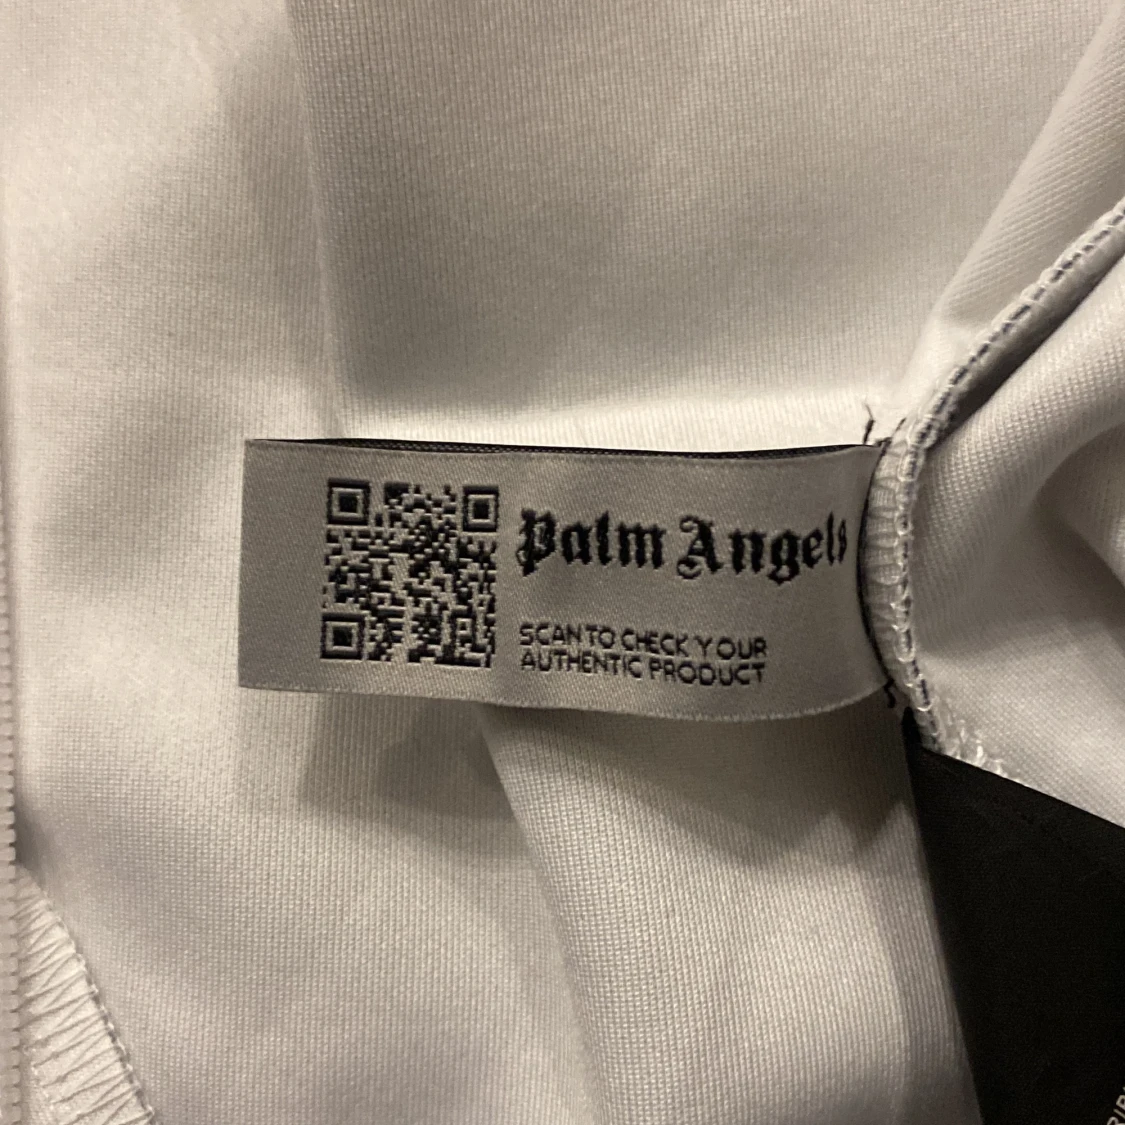 Palm Angels
SCAN TO CHECK YOUR
AUTHENTIC PRODUCT